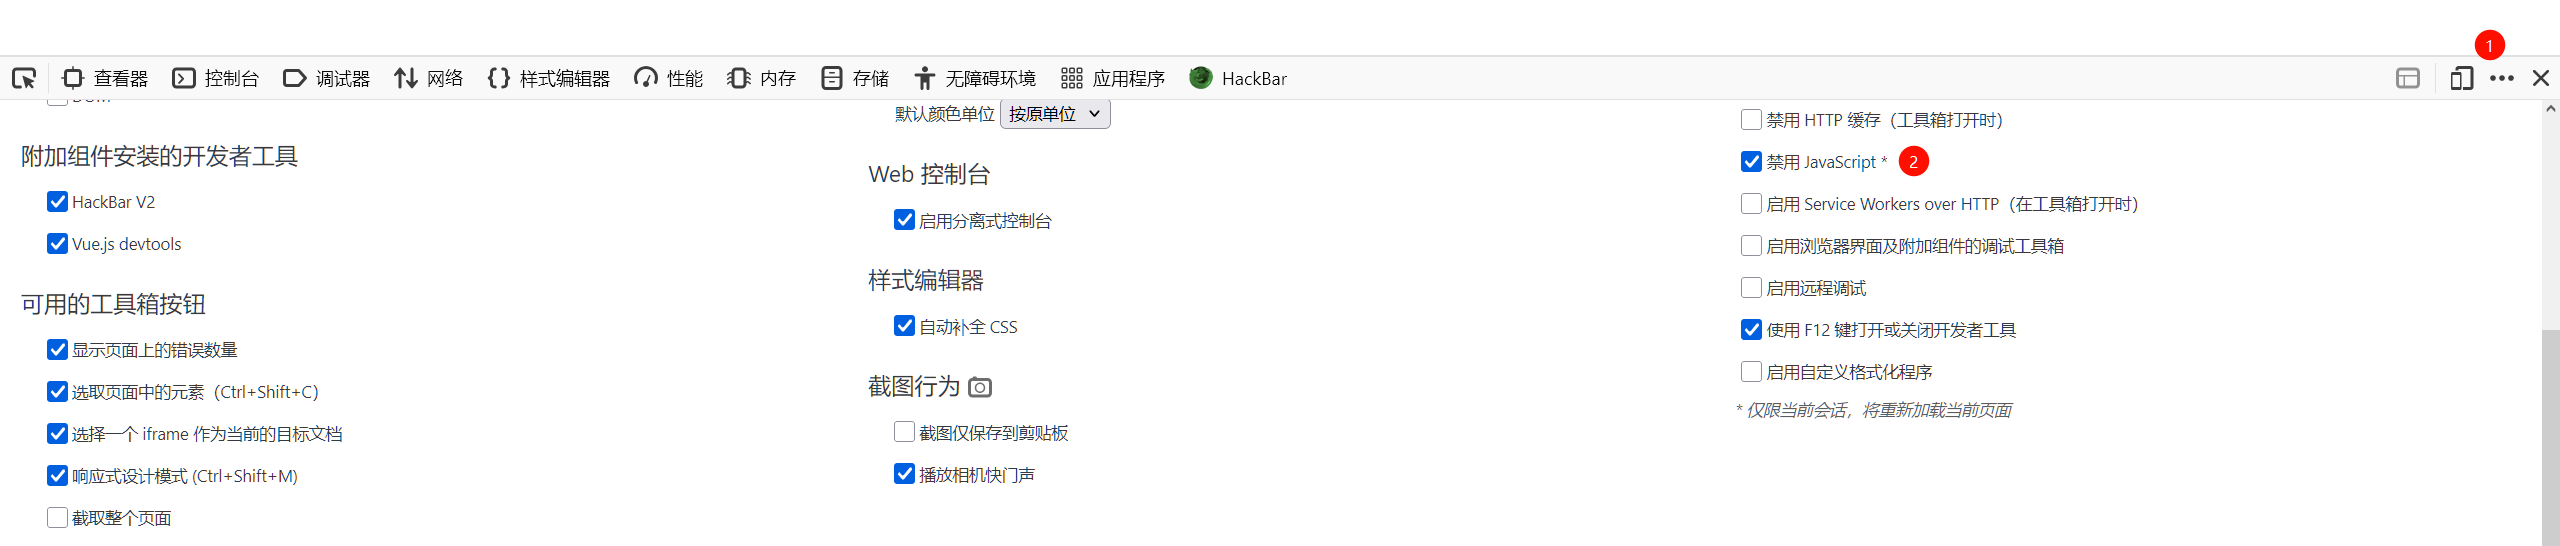 1
查看器 控制台 调试器 网络 样式编辑器 性能 内存 存储 无障碍环境 应用程序 HackBar
DOM
附加组件安装的开发者工具
HackBar V2
Vue.js devtools
可用的工具箱按钮
显示页面上的错误数量
选取页面中的元素（Ctrl+Shift+C）
选择一个 iframe 作为当前的目标文档
响应式设计模式 (Ctrl+Shift+M)
截取整个页面
默认颜色单位 按原单位
Web 控制台
启用分离式控制台
样式编辑器
自动补全 CSS
截图行为
截图仅保存到剪贴板
播放相机快门声
禁用 HTTP 缓存（工具箱打开时）
禁用 JavaScript * 2
启用 Service Workers over HTTP（在工具箱打开时）
启用浏览器界面及附加组件的调试工具箱
启用远程调试
使用 F12 键打开或关闭开发者工具
启用自定义格式化程序
* 仅限当前会话，将重新加载当前页面